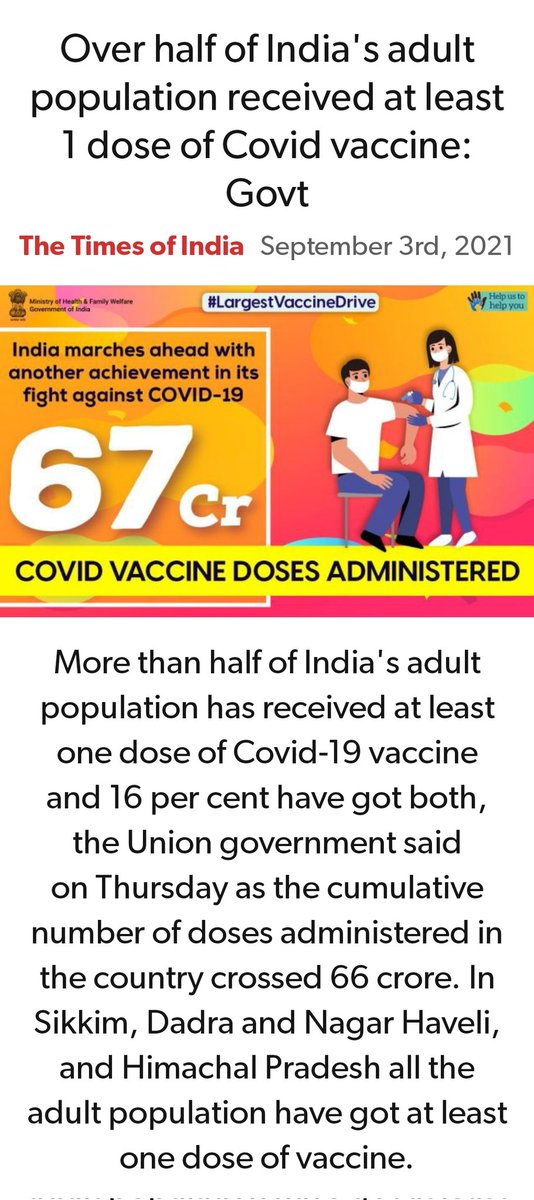 Over half of India's adult
population received at least
1 dose of Covid vaccine:
Govt
The Times of India September 3rd, 2021
Ministry of Health & Family Welfare
Government of India
#LargestVaccineDrive
Help us to
help you
India marches ahead with
another achievement in its
fight against COVID-19
67Cr
COVID VACCINE DOSES ADMINISTERED
More than half of India's adult
population has received at least
one dose of Covid-19 vaccine
and 16 per cent have got both,
the Union government said
on Thursday as the cumulative
number of doses administered in
the country crossed 66 crore. In
Sikkim, Dadra and Nagar Haveli,
and Himachal Pradesh all the
adult population have got at least
one dose of vaccine.